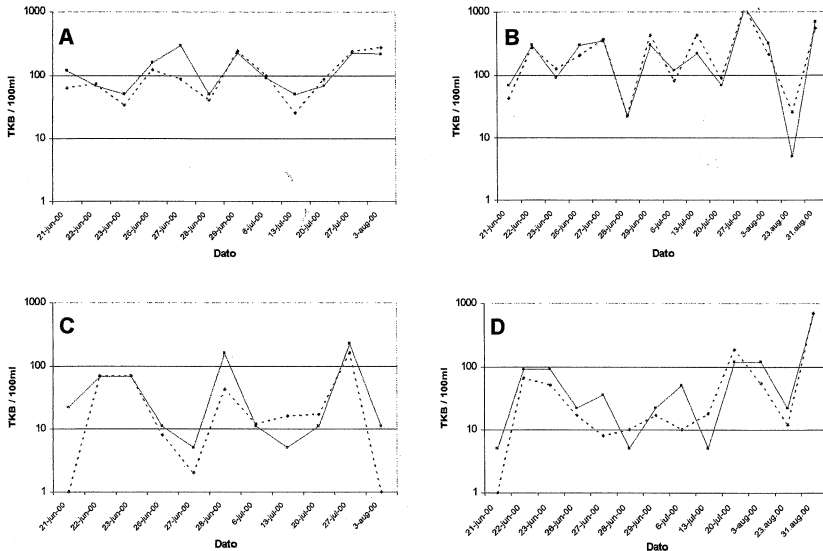 A
1000
100
10
1
TKB / 100ml
21-jun-00
22-jun-00
23-jun-00
26-jun-00
27-jun-00
28-jun-00
29-jun-00
6-jul-00
13-jul-00
20-jul-00
27-jul-00
3-aug-00
Dato
B
1000
100
10
1
TKB / 100ml
21-jun-00
22-jun-00
23-jun-00
26-jun-00
27-jun-00
28-jun-00
29-jun-00
6-jul-00
13-jul-00
20-jul-00
27-jul-00
3-aug-00
23.aug.00
31.aug.00
Dato
C
1000
100
10
1
TKB / 100ml
21-jun-00
22-jun-00
23-jun-00
26-jun-00
27-jun-00
28-jun-00
6-jul-00
13-jul-00
20-jul-00
27-jul-00
3-aug-00
Dato
D
1000
100
10
1
TKB / 100ml
21-jun-00
22-jun-00
23-jun-00
26-jun-00
27-jun-00
28-jun-00
29-jun-00
6-jul-00
13-jul-00
20-jul-00
3-aug-00
23.aug.00
31.aug.00
Dato